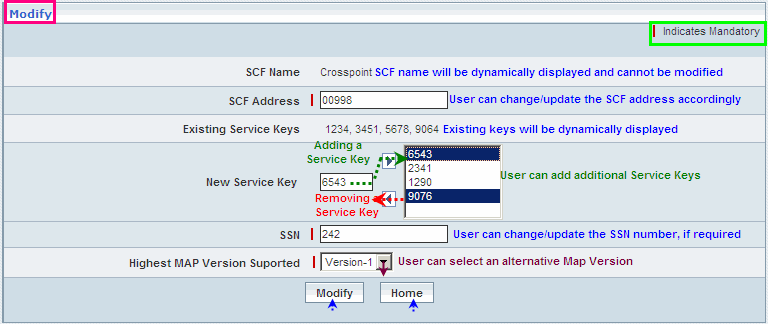 Modify
Indicates Mandatory
SCF Name Crosspoint SCF name will be dynamically displayed and cannot be modified
SCF Address 00998 User can change/update the SCF address accordingly
Existing Service Keys 1234, 3451, 5678, 9064 Existing keys will be dynamically displayed
Adding a
Service Key
New Service Key 6543
6543
2341
1290
9076
User can add additional Service Keys
Removing a
Service Key
SSN 242 User can change/update the SSN number, if required
Highest MAP Version Suported Version-1 User can select an alternative Map Version
Modify Home